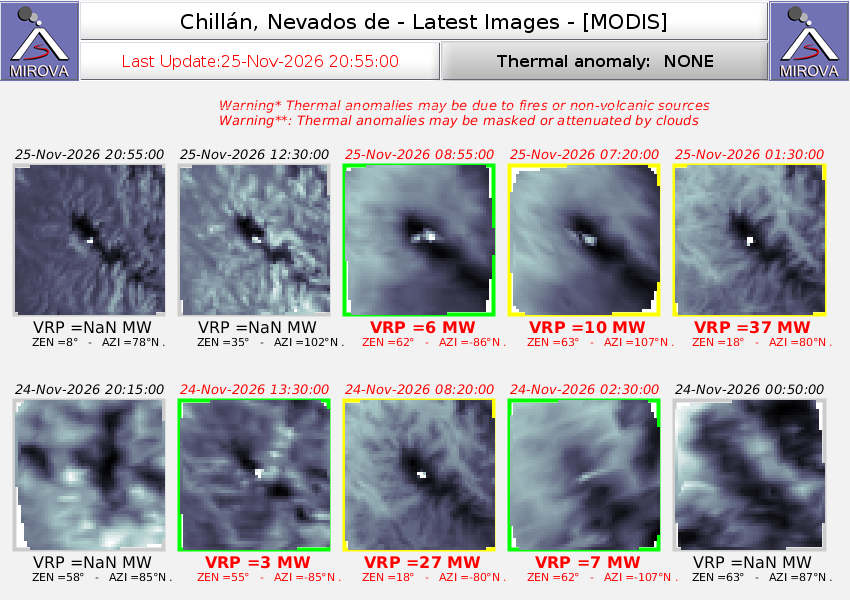 Chillán, Nevados de - Latest Images - [MODIS]
MIROVA
Last Update:25-Nov-2026 20:55:00
Thermal anomaly: NONE
MIROVA
Warning* Thermal anomalies may be due to fires or non-volcanic sources
Warning**: Thermal anomalies may be masked or attenuated by clouds
25-Nov-2026 20:55:00 25-Nov-2026 12:30:00 25-Nov-2026 08:55:00 25-Nov-2026 07:20:00 25-Nov-2026 01:30:00
VRP =NaN MW VRP =NaN MW VRP =6 MW VRP =10 MW VRP =37 MW
ZEN =8° - AZI =78°N . ZEN =35° - AZI =102°N . ZEN =62° - AZI =-86°N . ZEN =63° - AZI =107°N . ZEN =18° - AZI =80°N .
24-Nov-2026 20:15:00 24-Nov-2026 13:30:00 24-Nov-2026 08:20:00 24-Nov-2026 02:30:00 24-Nov-2026 00:50:00
VRP =NaN MW VRP =3 MW VRP =27 MW VRP =7 MW VRP =NaN MW
ZEN =58° - AZI =85°N . ZEN =55° - AZI =-85°N . ZEN =18° - AZI =-80°N . ZEN =62° - AZI =-107°N . ZEN =63° - AZI =87°N .